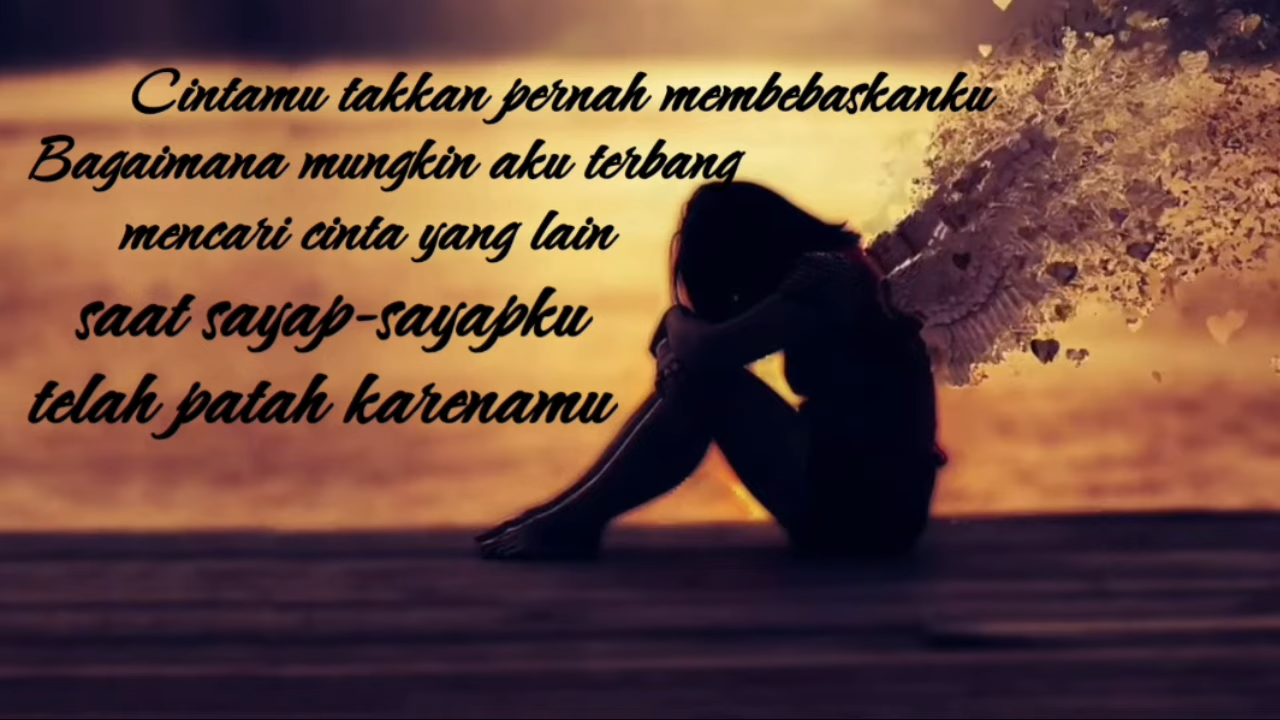 Cintamu takkan pernah membebaskanku
Bagaimana mungkin aku terbang
mencari cinta yang lain
saat sayap-sayapku
telah patah karenamu